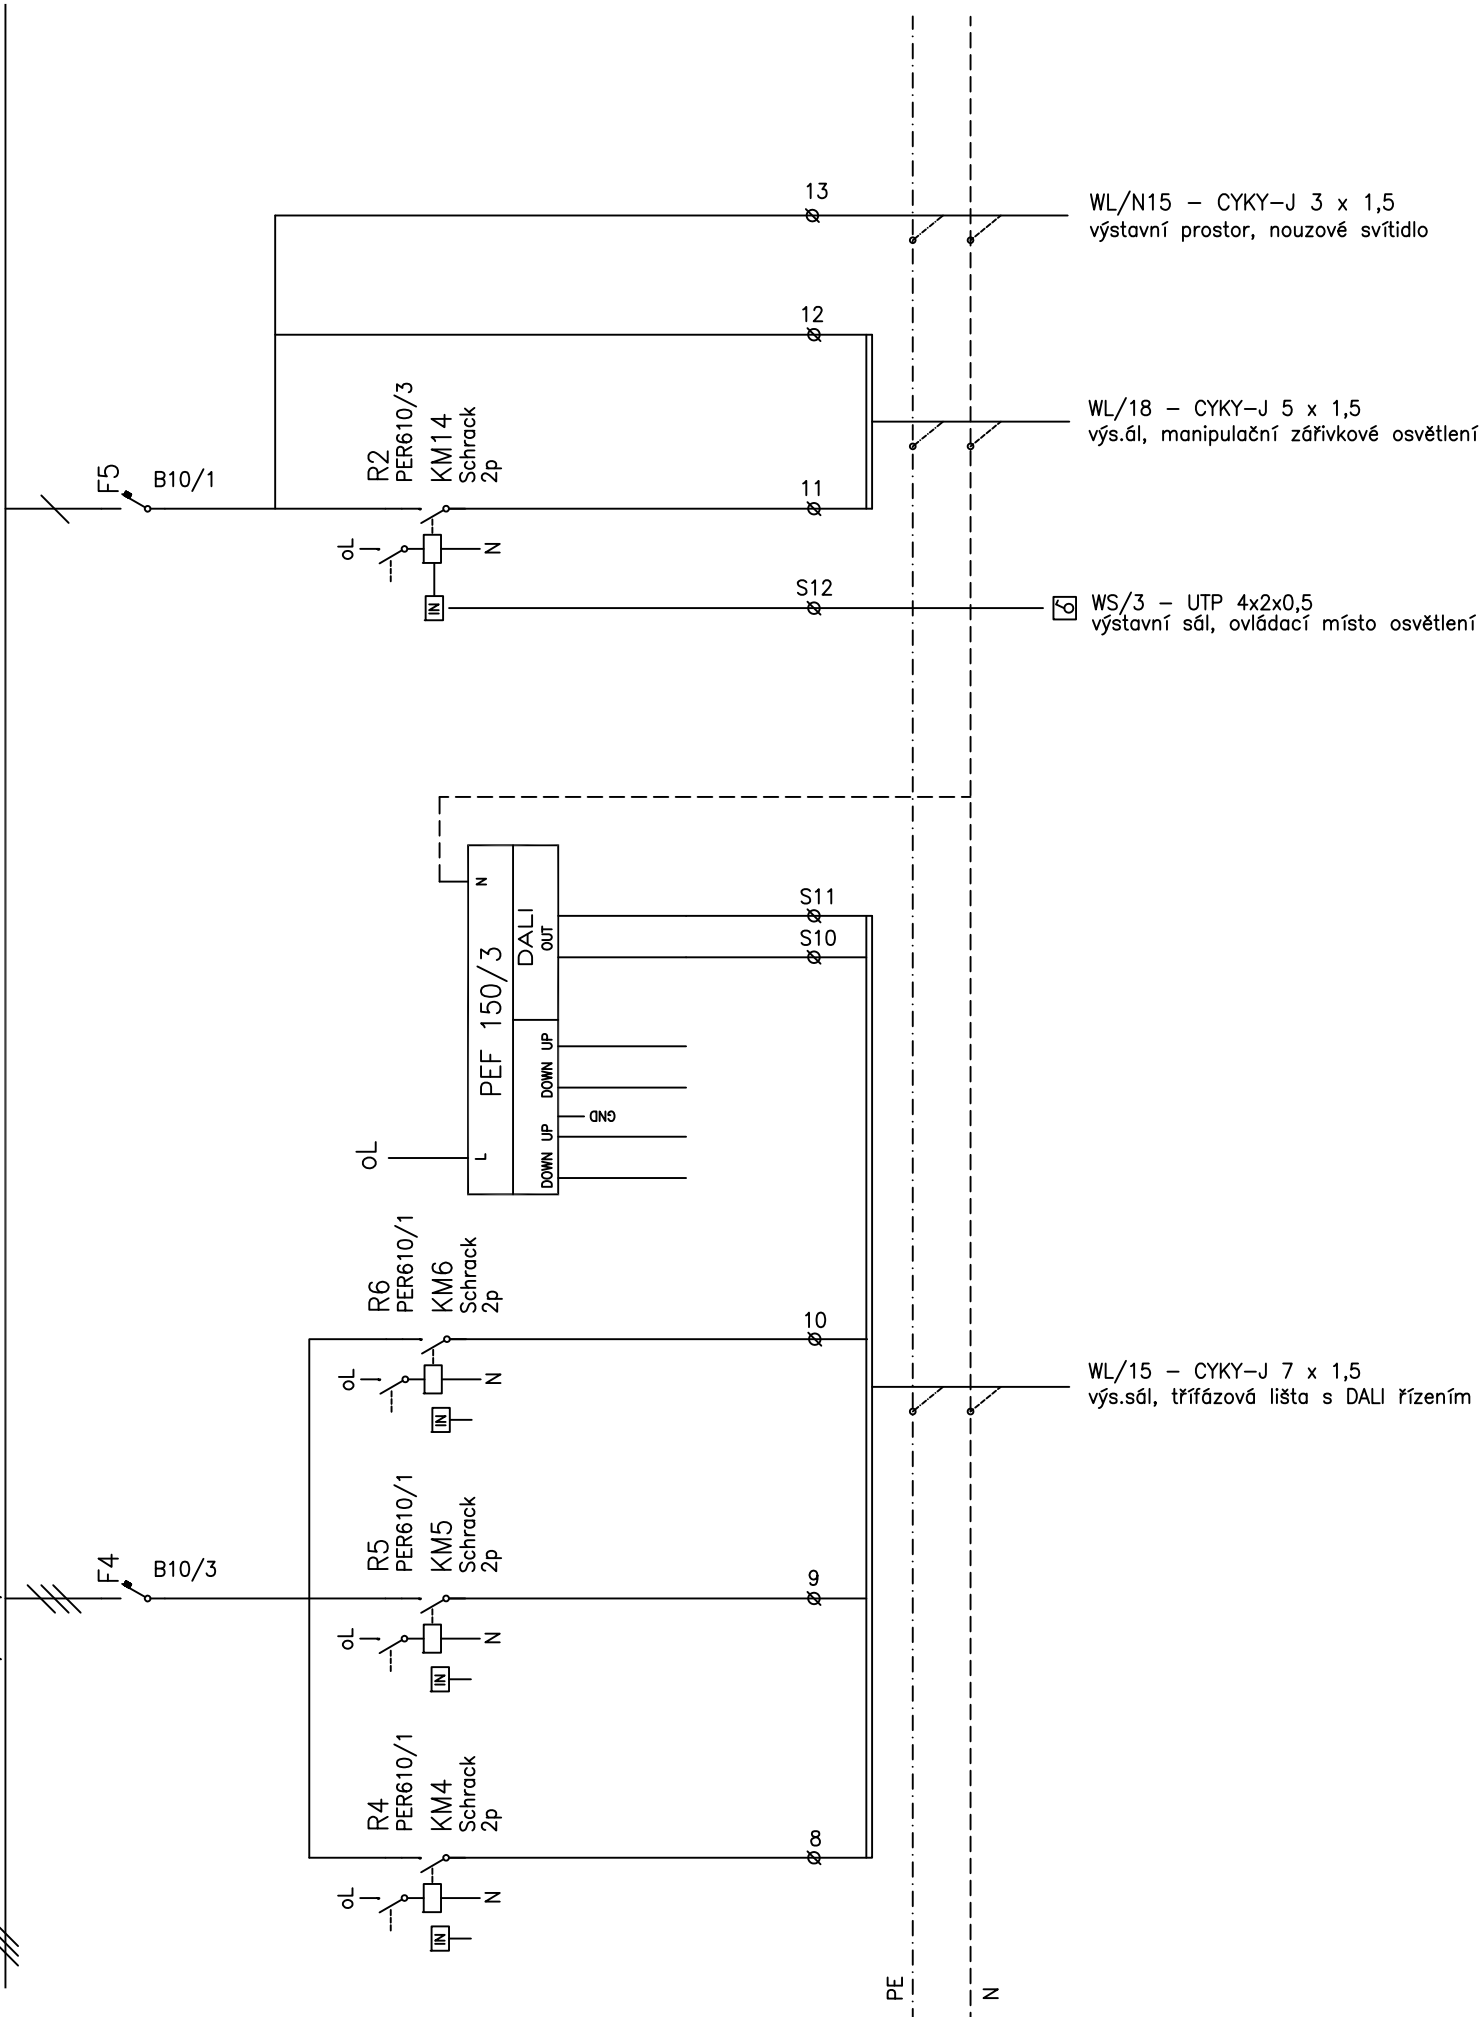 13
WL/N15 – CYKY–J 3 x 1,5
výstavní prostor, nouzové svítidlo
12
R2
PER610/3
KM14
Schrack
2p
WL/18 – CYKY–J 5 x 1,5
výs.ál, manipulační zářivkové osvětlení
F5
B10/1
11
oL
N
IN
S12
WS/3 – UTP 4x2x0,5
výstavní sál, ovládací místo osvětlení
N
PEF 150/3
L
DALI
OUT
S11
S10
UP
DOWN
GND
UP
DOWN
oL
R6
PER610/1
KM6
Schrack
2p
10
oL
N
IN
WL/15 – CYKY–J 7 x 1,5
výs.sál, třífázová lišta s DALI řízením
R5
PER610/1
KM5
Schrack
2p
F4
B10/3
9
oL
N
IN
R4
PER610/1
KM4
Schrack
2p
8
oL
N
IN
PE
N